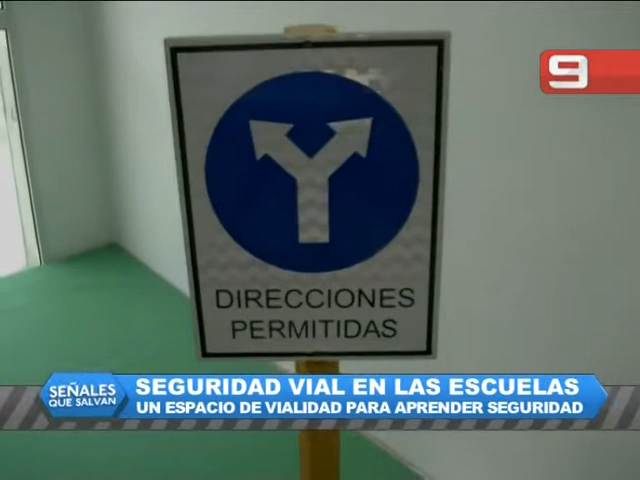 9
DIRECCIONES
PERMITIDAS
SEÑALES
QUE SALVAN
SEGURIDAD VIAL EN LAS ESCUELAS
UN ESPACIO DE VIALIDAD PARA APRENDER SEGURIDAD